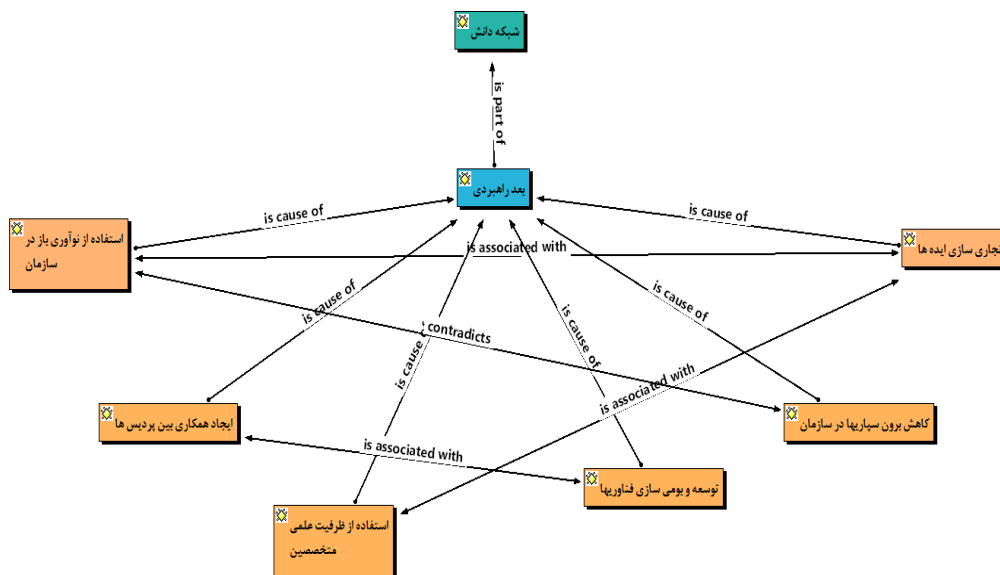 شبکه دانش
is part of
بعد راهبردی
is cause of
is cause of
استفاده از نوآوری باز در
سازمان
is associated with
تجاری سازی ایده ها
is cause of
is cause of
contradicts
is cause of
is cause
is associated with
ایجاد همکاری بین پردیس ها
کاهش برون سپاریها در سازمان
is associated with
توسعه و بومی سازی فناوریها
استفاده از ظرفیت علمی
متخصصین